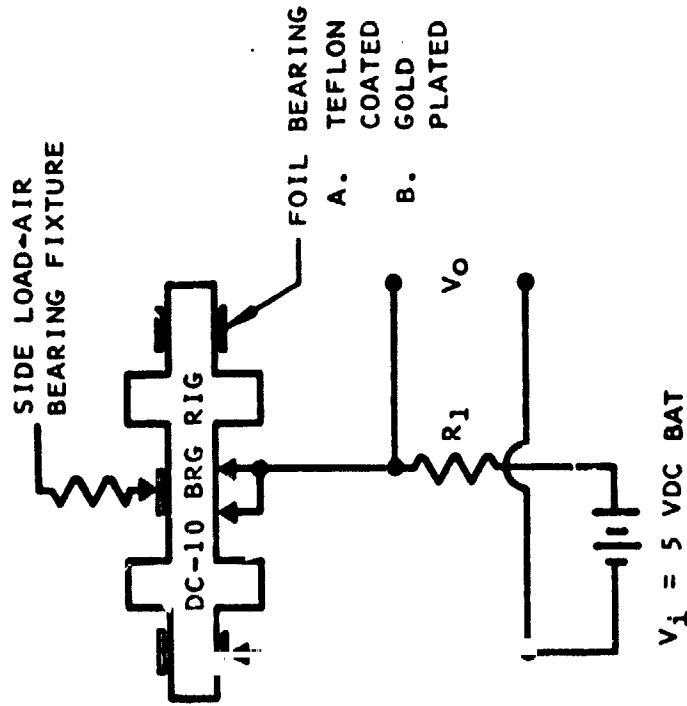 SIDE LOAD-AIR
BEARING FIXTURE
DC-10 BRG RIG
FOIL BEARING
A. TEFLON
COATED
B. GOLD
PLATED
R1
Vo
Vi = 5 VDC BAT